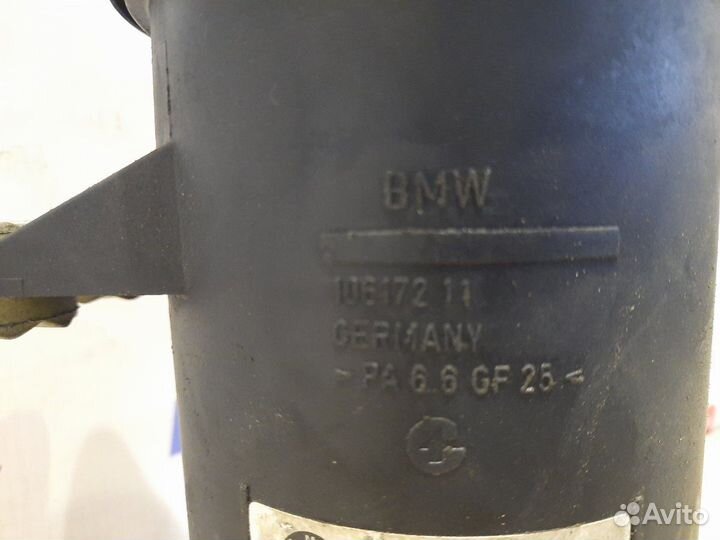 BMW
106172 11
GERMANY
> PA 6.6 GF 25 <
Avito